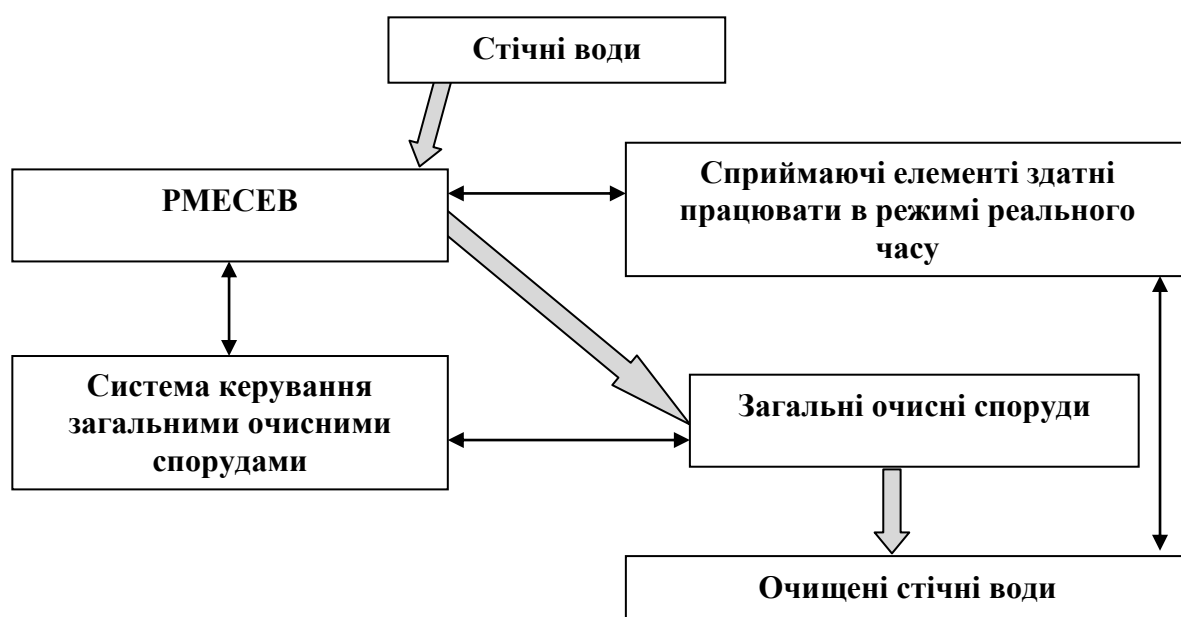 Стічні води
РМЕСЕВ
Сприймаючі елементі здатні
працювати в режимі реального
часу
Система керування
загальними очисними
спорудами
Загальні очисні споруди
Очищені стічні води